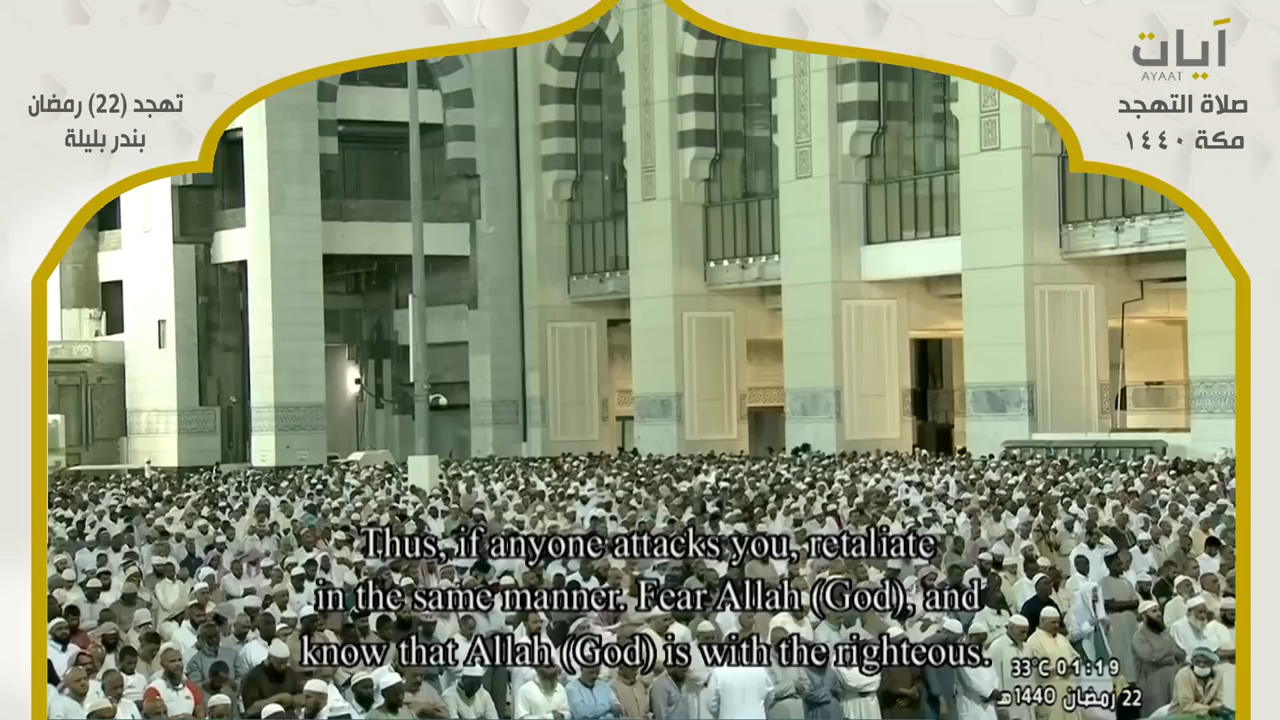 آيات
AYAAT
صلاة التهجد
مكة ١٤٤٠
تهجد (22) رمضان
بندر بليلة
Thus, if anyone attacks you, retaliate
in the same manner. Fear Allah (God), and
know that Allah (God) is with the righteous.
33°C 01:19
22 رمضان 1440هـ